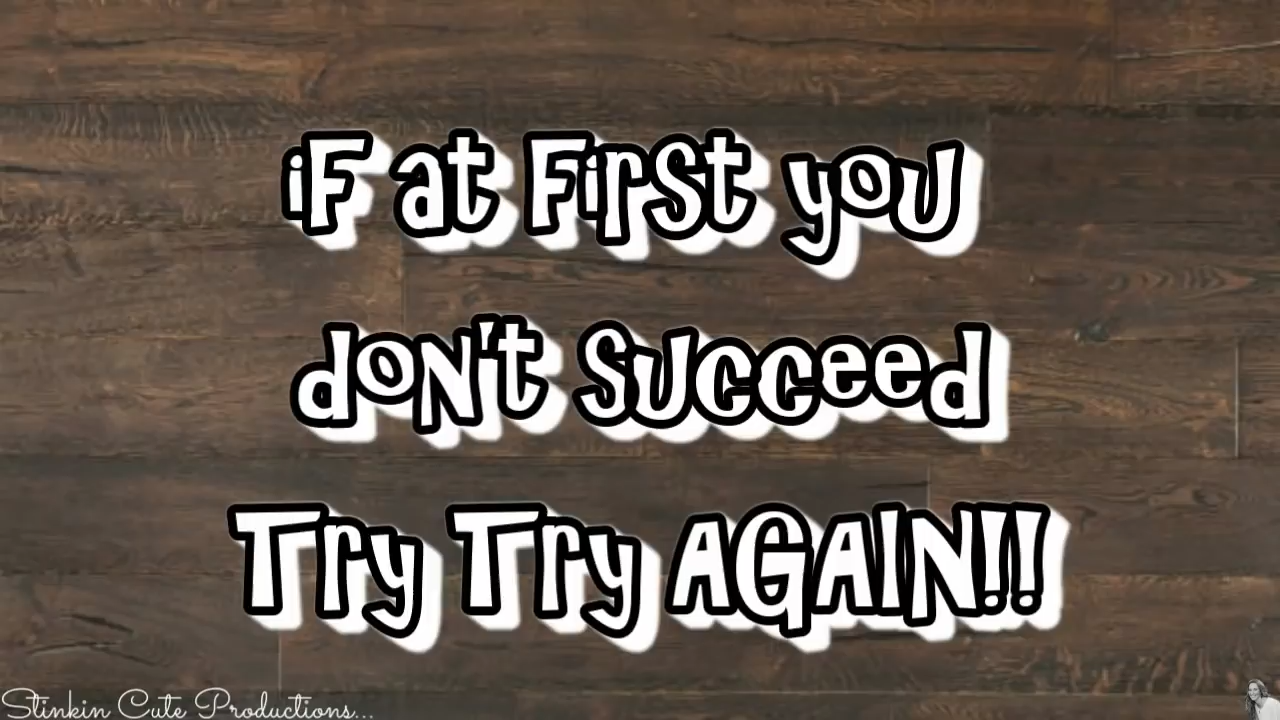 iF at First you
don't Succeed
Try Try AGAIN!!
Stinkin Cute Productions...